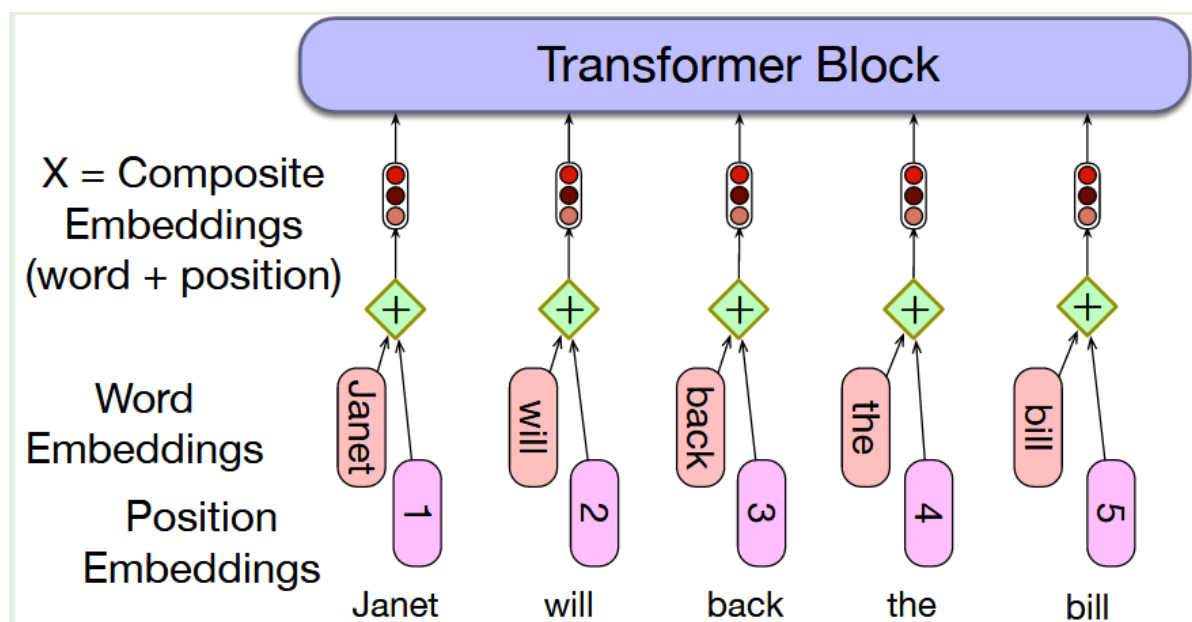 Transformer Block
X = Composite
Embeddings
(word + position)
+ + + + +
Word
Embeddings
Janet will back the bill
Position
Embeddings
1 2 3 4 5
Janet will back the bill